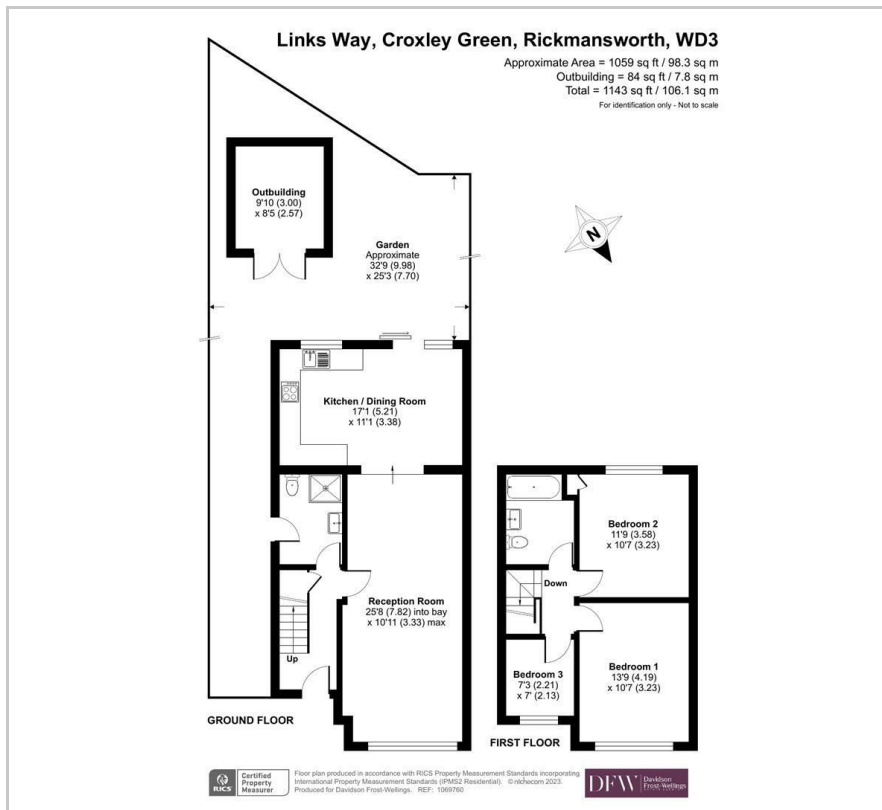 Links Way, Croxley Green, Rickmansworth, WD3
Approximate Area = 1059 sq ft / 98.3 sq m
Outbuilding = 84 sq ft / 7.8 sq m
Total = 1143 sq ft / 106.1 sq m
For identification only - Not to scale
Outbuilding
9'10 (3.00)
x 8'5 (2.57)
N
Garden
Approximate
32'9 (9.98)
x 25'3 (7.70)
Kitchen / Dining Room
17'1 (5.21)
x 11'1 (3.38)
Bedroom 2
11'9 (3.58)
x 10'7 (3.23)
Down
Reception Room
25'8 (7.82) into bay
x 10'11 (3.33) max
Up
Bedroom 3
7'3 (2.21)
x 7' (2.13)
Bedroom 1
13'9 (4.19)
x 10'7 (3.23)
GROUND FLOOR
FIRST FLOOR
RICS
Certified
Property
Measurer
Floor plan produced in accordance with RICS Property Measurement Standards incorporating
International Property Measurement Standards (IPMS2 Residential). © nichecom 2023.
Produced for Davidson Frost-Wellings. REF: 1069760
DFW
Davidson
Frost-Wellings